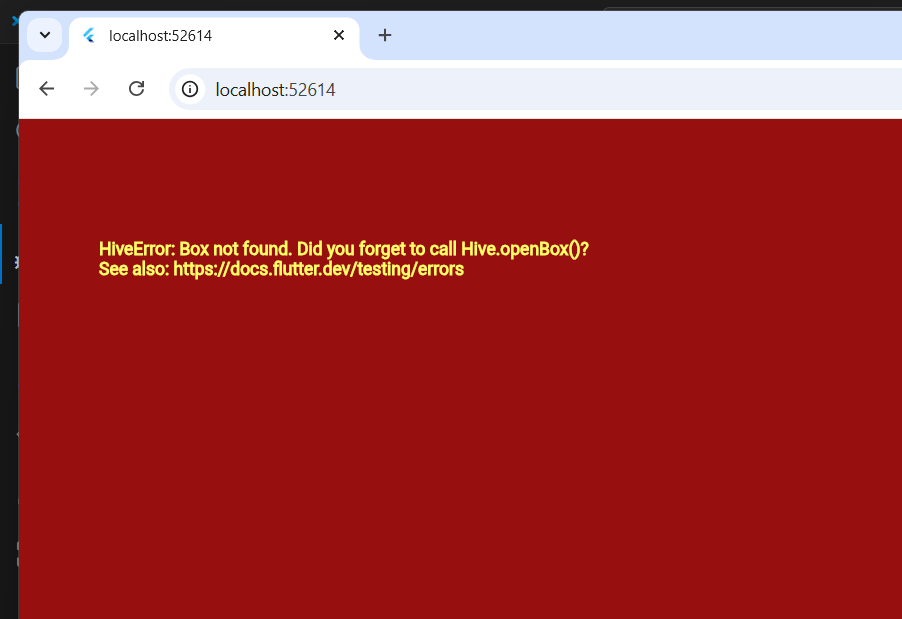 localhost:52614
localhost:52614
HiveError: Box not found. Did you forget to call Hive.openBox()?
See also: https://docs.flutter.dev/testing/errors